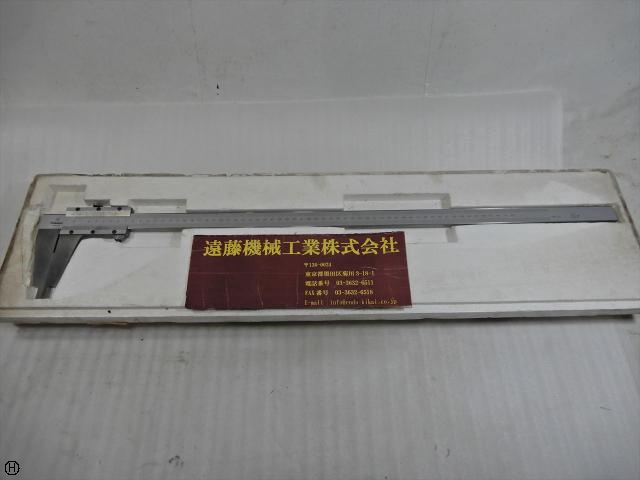 遠藤機械工業株式会社
〒130-0024
東京都墨田区菊川3-18-1
電話番号 03-3632-6511
FAX番号 03-3632-6518
E-mail info@endo-kikai.co.jp
H